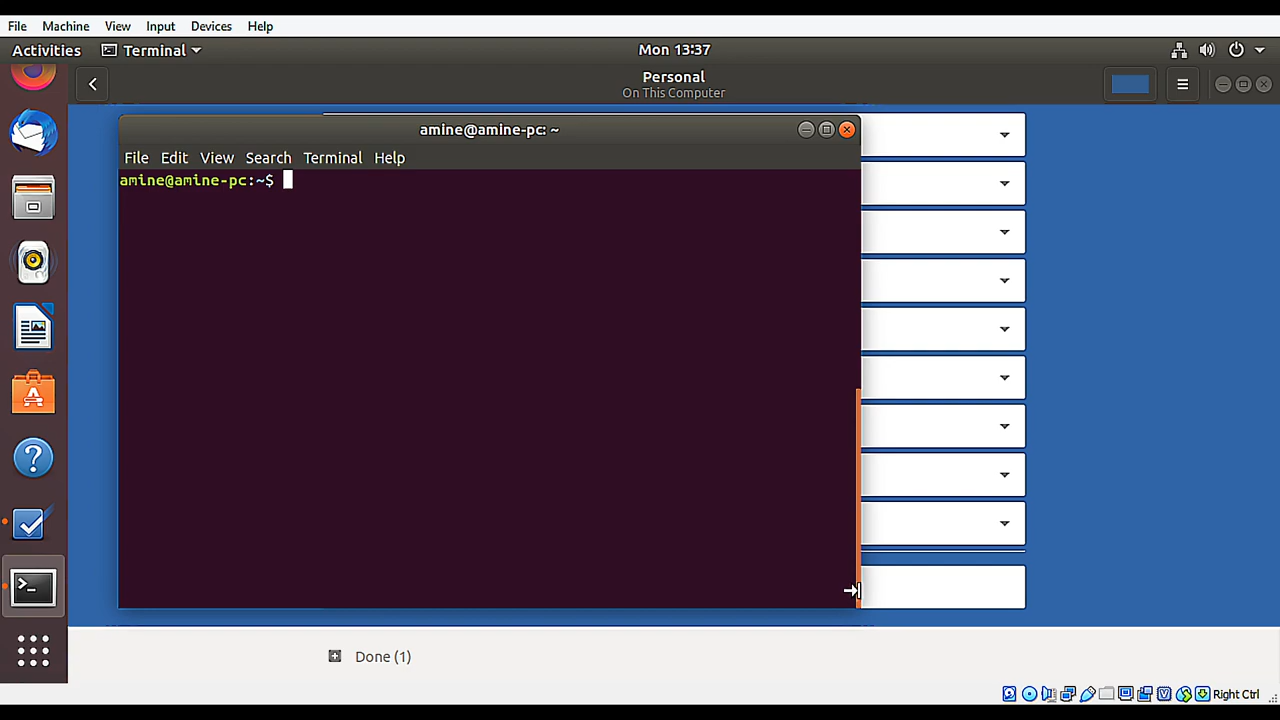 File Machine View Input Devices Help
Activities Terminal Mon 13:37
Personal
On This Computer
amine@amine-pc: ~
File Edit View Search Terminal Help
amine@amine-pc:~$
Done (1)
Right Ctrl